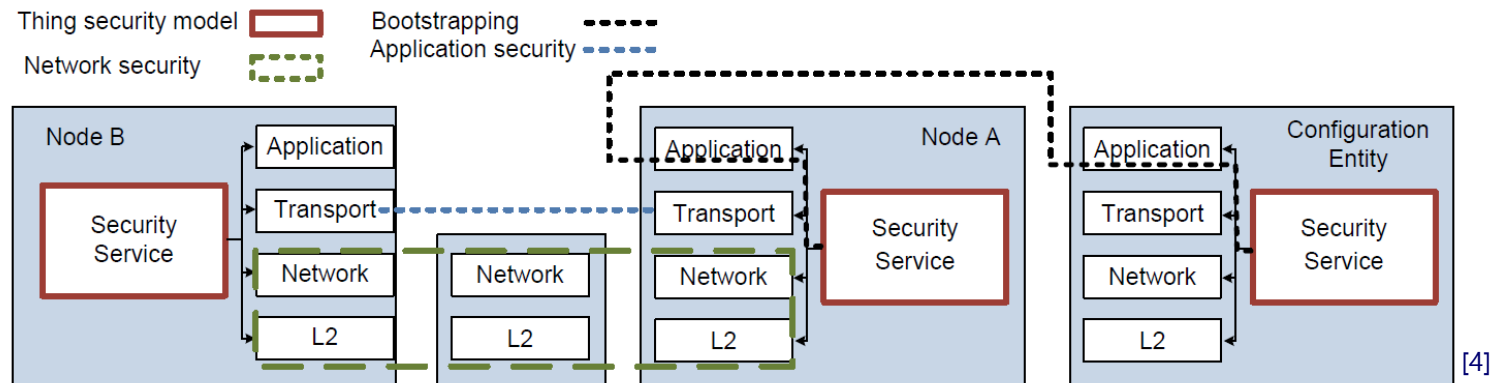 Thing security model
Bootstrapping
Application security
Network security
Node B
Application
Transport
Network
L2
Security
Service
Network
L2
Node A
Application
Transport
Network
L2
Security
Service
Configuration
Entity
Application
Transport
Network
L2
Security
Service
[4]